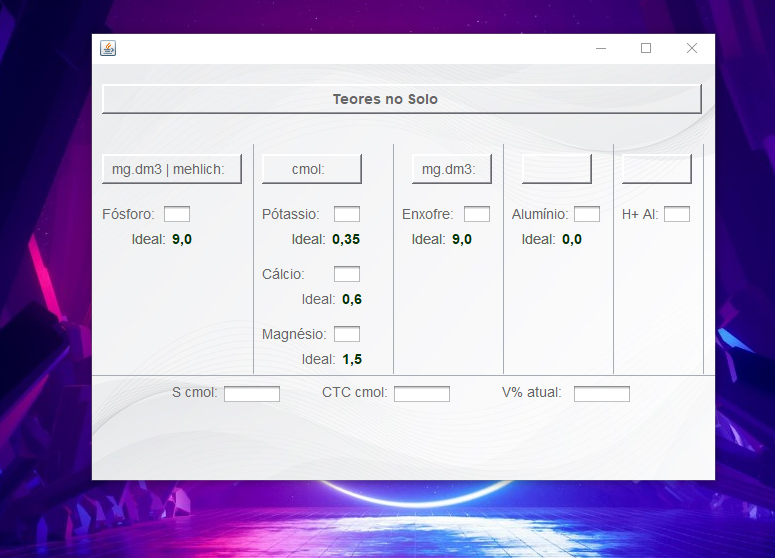 Teores no Solo
mg.dm3 | mehlich: cmol: mg.dm3:
Fósforo: Pótassio: Enxofre: Alumínio: H+ Al:
Ideal: 9,0 Ideal: 0,35 Ideal: 9,0 Ideal: 0,0
Cálcio:
Ideal: 0,6
Magnésio:
Ideal: 1,5
S cmol: CTC cmol: V% atual: